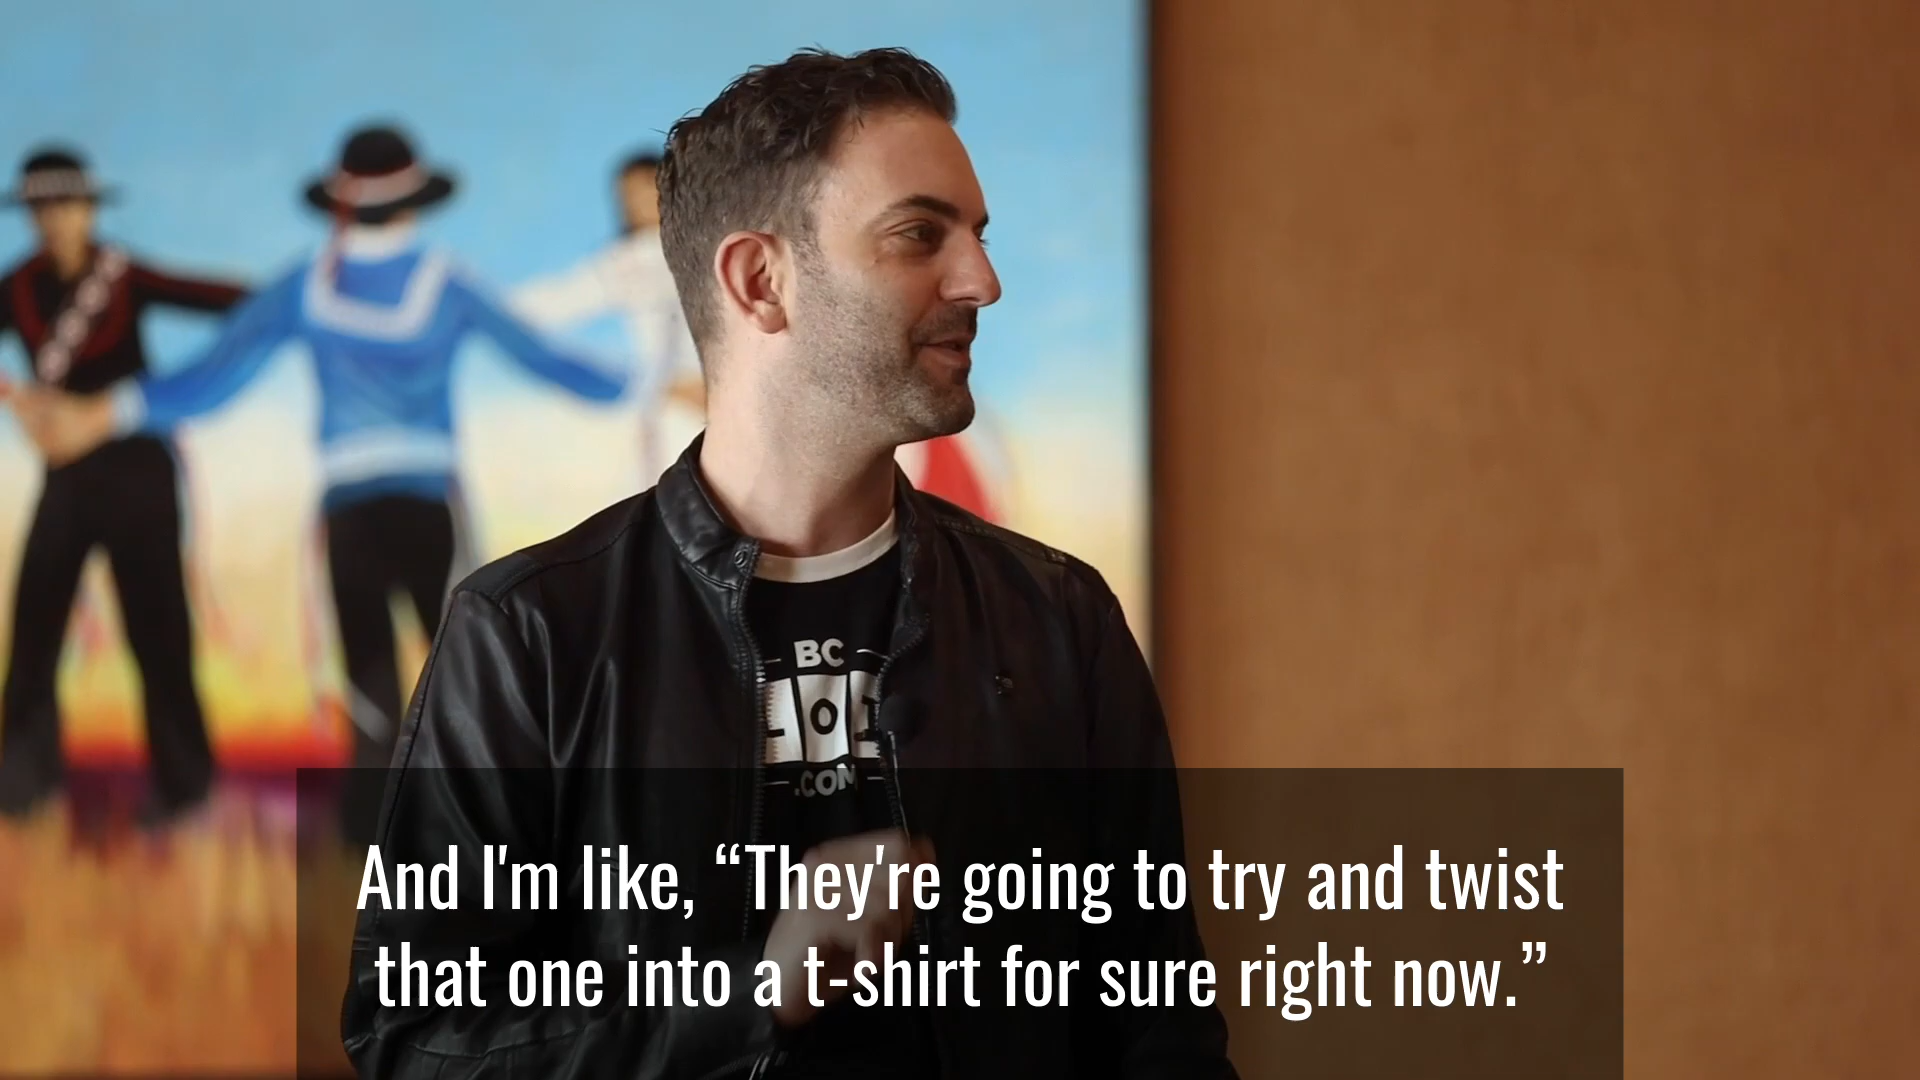 BC
.COM
And I'm like, “They're going to try and twist
that one into a t-shirt for sure right now.”